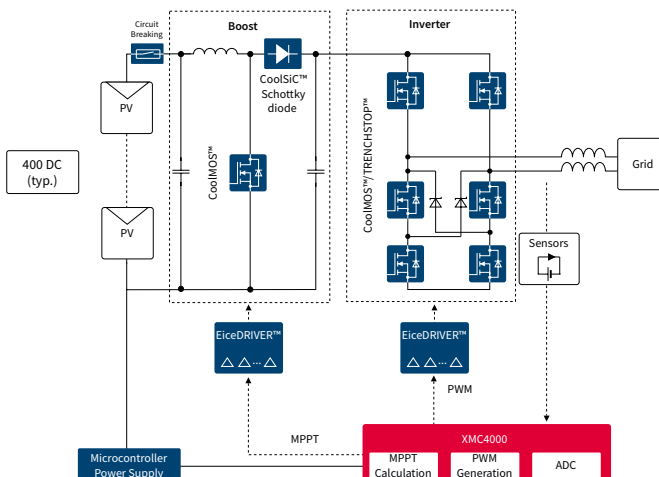 Circuit
Breaking
Boost
Inverter
PV
CoolSiC™
Schottky
diode
400 DC
(typ.)
CoolMOS™
CoolMOS™/TRENCHSTOP™
Grid
PV
Sensors
EiceDRIVER™
EiceDRIVER™
PWM
MPPT
XMC4000
Microcontroller
Power Supply
MPPT
Calculation
PWM
Generation
ADC